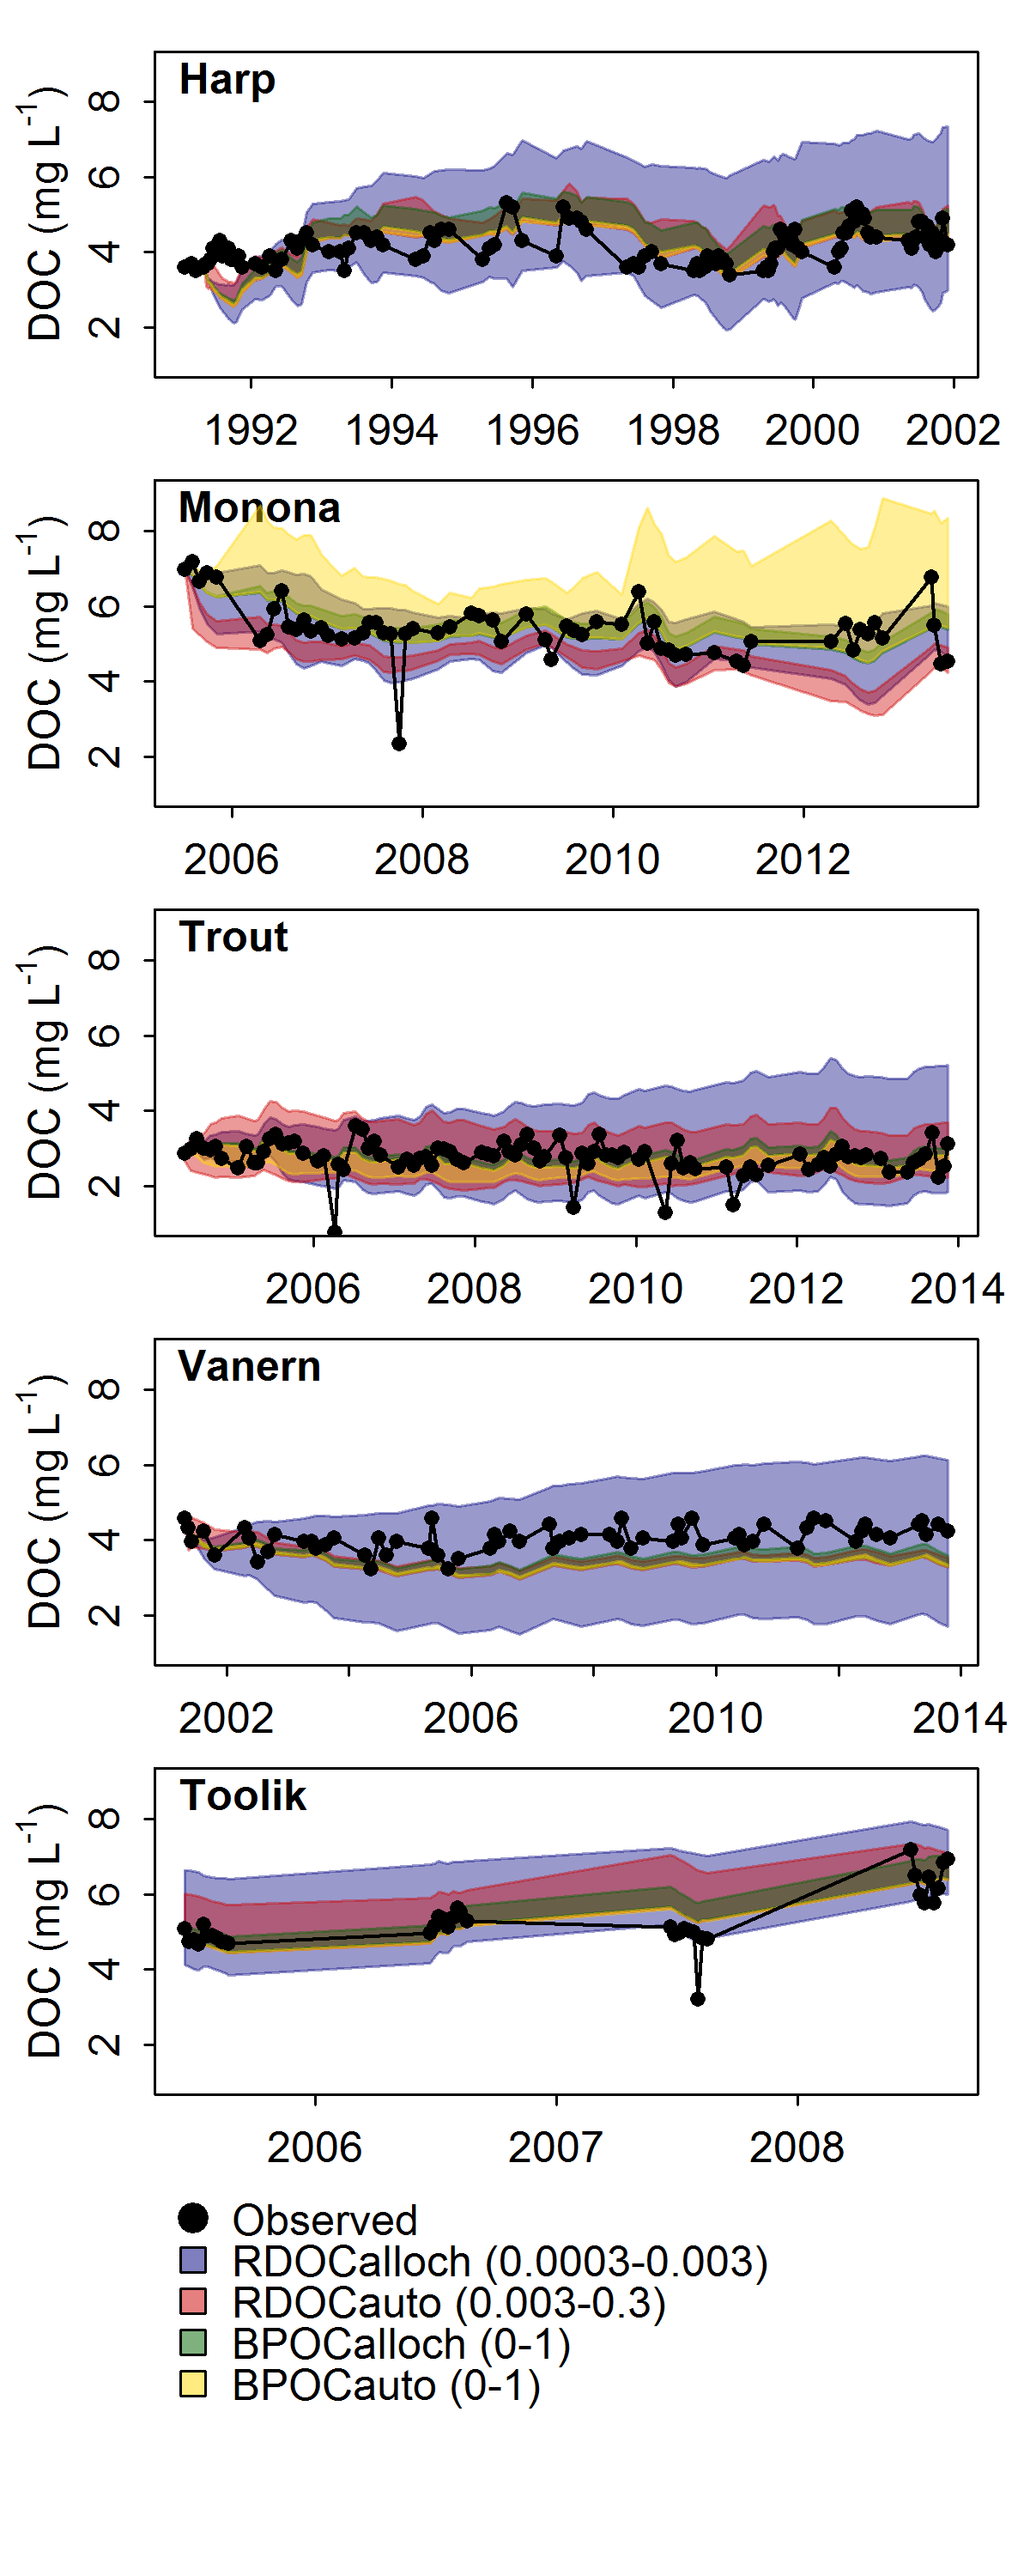 Harp
DOC (mg L-1)
8
6
4
2
1992 1994 1996 1998 2000 2002
Monona
DOC (mg L-1)
8
6
4
2
2006 2008 2010 2012
Trout
DOC (mg L-1)
8
6
4
2
2006 2008 2010 2012 2014
Vanern
DOC (mg L-1)
8
6
4
2
2002 2006 2010 2014
Toolik
DOC (mg L-1)
8
6
4
2
2006 2007 2008
Observed
RDOCalloch (0.0003-0.003)
RDOCauto (0.003-0.3)
BPOCalloch (0-1)
BPOCauto (0-1)